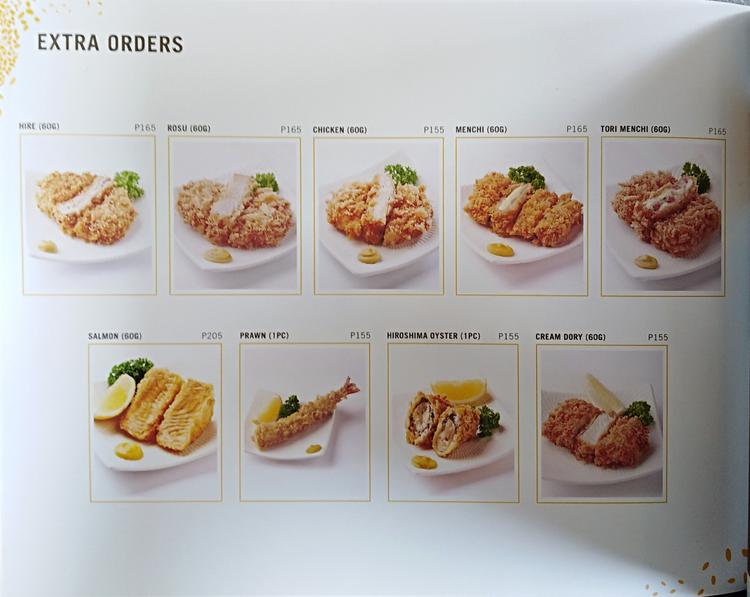 EXTRA ORDERS
HIRE (60G) P165
ROSU (60G) P165
CHICKEN (60G) P155
MENCHI (60G) P165
TORI MENCHI (60G) P165
SALMON (60G) P205
PRAWN (1PC) P155
HIROSHIMA OYSTER (1PC) P155
CREAM DORY (60G) P155